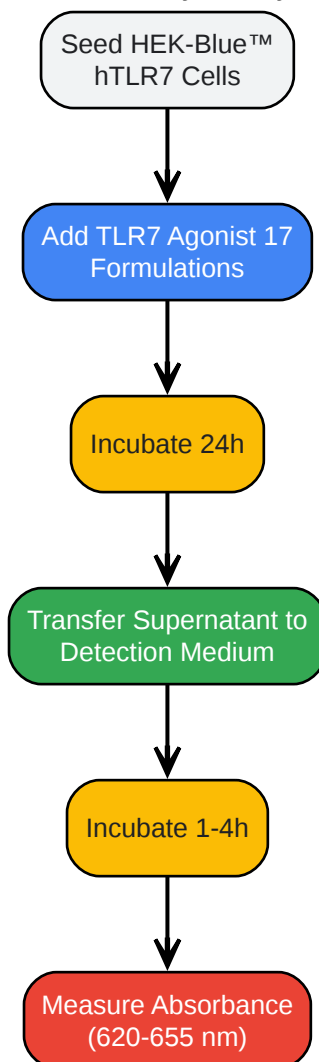 Seed HEK-Blue™
hTLR7 Cells
Add TLR7 Agonist 17
Formulations
Incubate 24h
Transfer Supernatant to
Detection Medium
Incubate 1-4h
Measure Absorbance
(620-655 nm)